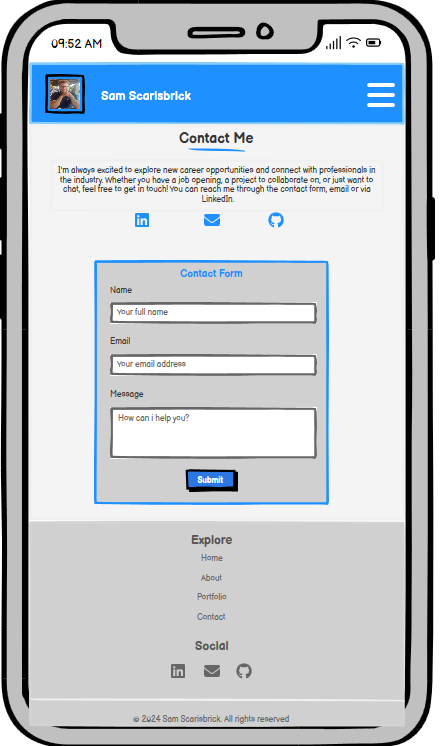 09:52 AM
Sam Scarisbrick
Contact Me
I'm always excited to explore new career opportunities and connect with professionals in
the industry. Whether you have a job opening, a project to collaborate on, or just want to
chat, feel free to get in touch! You can reach me through the contact form, email or via
LinkedIn.
Contact Form
Name
Your full name
Email
Your email address
Message
How can i help you?
Submit
Explore
Home
About
Portfolio
Contact
Social
© 2024 Sam Scarisbrick. All rights reserved